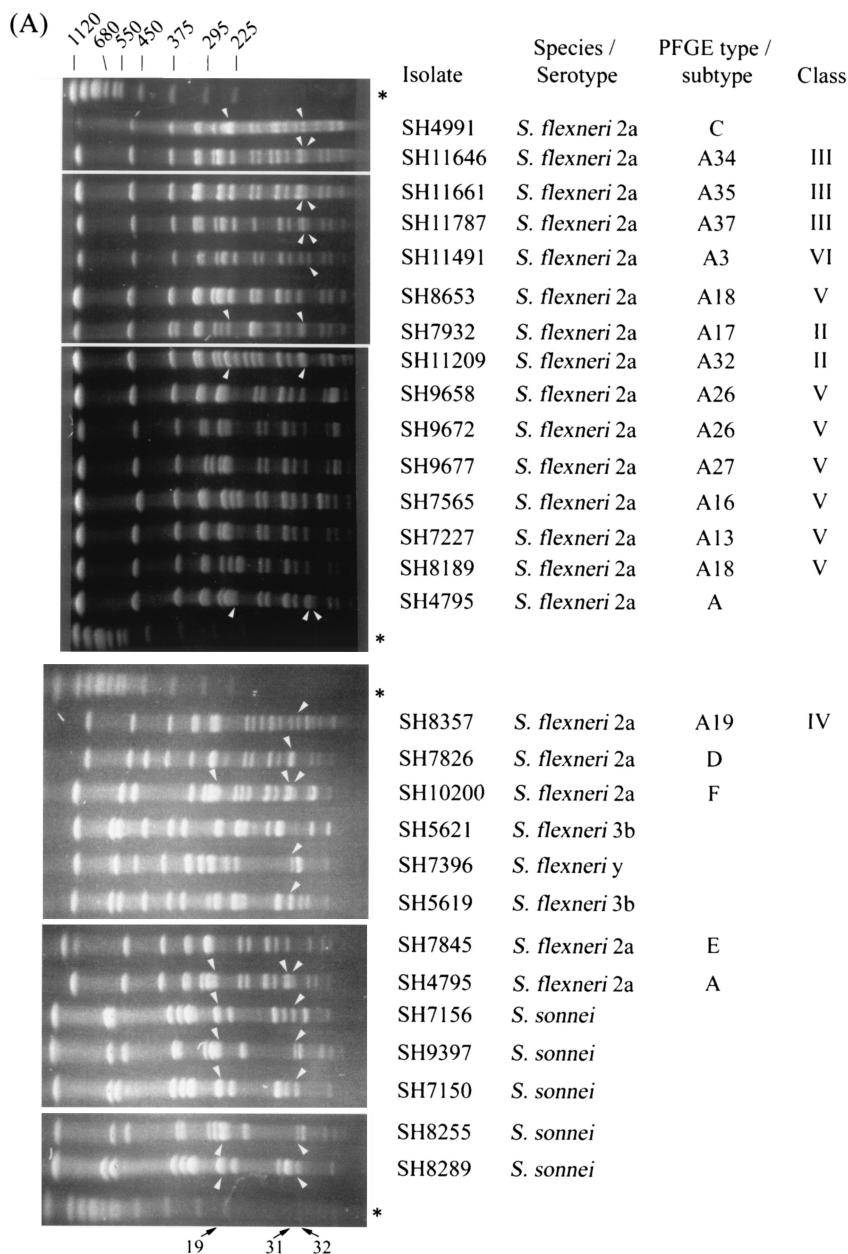 (A)
1120 680 550 450 375 295 225
Isolate Species / Serotype PFGE type / subtype Class
*
SH4991 S. flexneri 2a C
SH11646 S. flexneri 2a A34 III
SH11661 S. flexneri 2a A35 III
SH11787 S. flexneri 2a A37 III
SH11491 S. flexneri 2a A3 VI
SH8653 S. flexneri 2a A18 V
SH7932 S. flexneri 2a A17 II
SH11209 S. flexneri 2a A32 II
SH9658 S. flexneri 2a A26 V
SH9672 S. flexneri 2a A26 V
SH9677 S. flexneri 2a A27 V
SH7565 S. flexneri 2a A16 V
SH7227 S. flexneri 2a A13 V
SH8189 S. flexneri 2a A18 V
SH4795 S. flexneri 2a A
*
*
SH8357 S. flexneri 2a A19 IV
SH7826 S. flexneri 2a D
SH10200 S. flexneri 2a F
SH5621 S. flexneri 3b
SH7396 S. flexneri y
SH5619 S. flexneri 3b
SH7845 S. flexneri 2a E
SH4795 S. flexneri 2a A
SH7156 S. sonnei
SH9397 S. sonnei
SH7150 S. sonnei
SH8255 S. sonnei
SH8289 S. sonnei
*
19 31 32